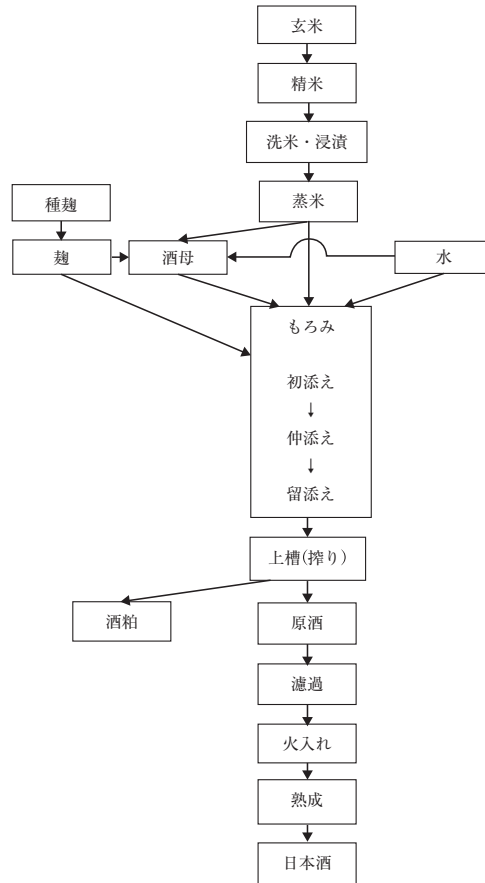 玄米
精米
洗米・浸漬
蒸米
種麹
麹
酒母
水
もろみ
初添え
↓
仲添え
↓
留添え
上槽(搾り)
酒粕
原酒
濾過
火入れ
熟成
日本酒